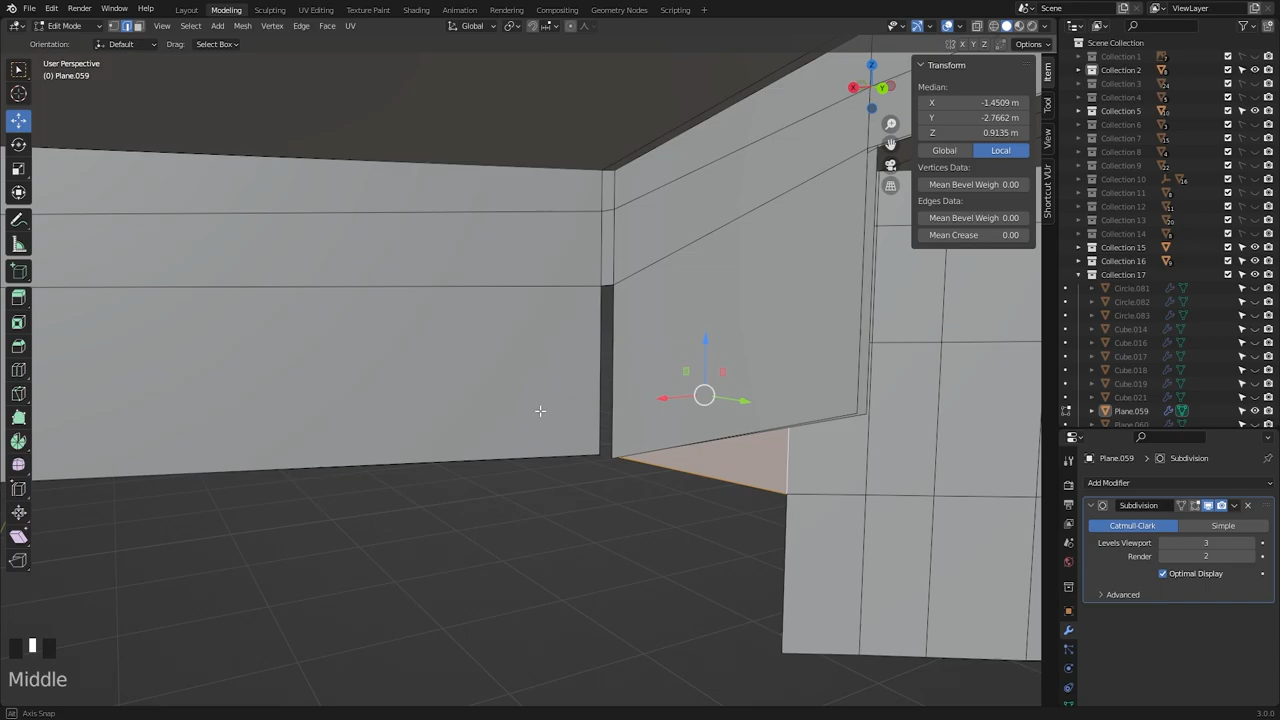 File Edit Render Window Help Layout Modeling Sculpting UV Editing Texture Paint Shading Animation Rendering Compositing Geometry Nodes Scripting + Scene ViewLayer
Edit Mode View Select Add Mesh Vertex Edge Face UV Global
Orientation: Default Drag: Select Box X Y Z Options
User Perspective
(0) Plane.059
Z
X Y
Transform
Median:
X -1.4509 m
Y -2.7662 m
Z 0.9135 m
Global Local
Vertices Data:
Mean Bevel Weigh 0.00
Edges Data:
Mean Bevel Weigh 0.00
Mean Crease 0.00
Item
Tool
View
Shortcut VUr
Scene Collection
Collection 1
Collection 2
Collection 3
Collection 4
Collection 5
Collection 6
Collection 7
Collection 8
Collection 9
Collection 10
Collection 11
Collection 12
Collection 13
Collection 14
Collection 15
Collection 16
Collection 17
Circle.081
Circle.082
Circle.083
Cube.014
Cube.016
Cube.017
Cube.018
Cube.019
Cube.021
Plane.059
Plane.060
Plane.059 Subdivision
Add Modifier
Subdivision
Catmull-Clark Simple
Levels Viewport 3
Render 2
Optimal Display
Advanced
Middle
Axis Snap
3.0.0